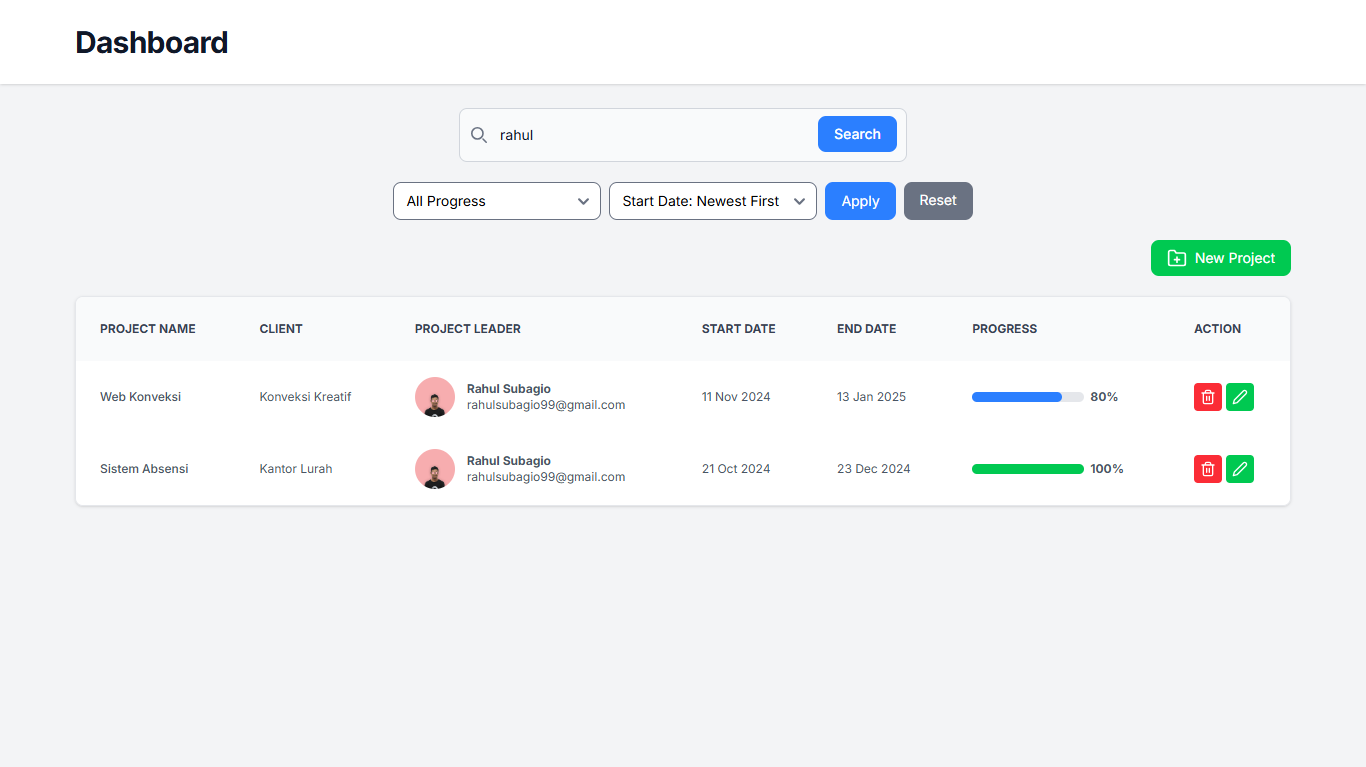 Dashboard
rahul Search
All Progress Start Date: Newest First Apply Reset
New Project
PROJECT NAME CLIENT PROJECT LEADER START DATE END DATE PROGRESS ACTION
Web Konveksi Konveksi Kreatif Rahul Subagio 11 Nov 2024 13 Jan 2025 80%
rahulsubagio99@gmail.com
Sistem Absensi Kantor Lurah Rahul Subagio 21 Oct 2024 23 Dec 2024 100%
rahulsubagio99@gmail.com